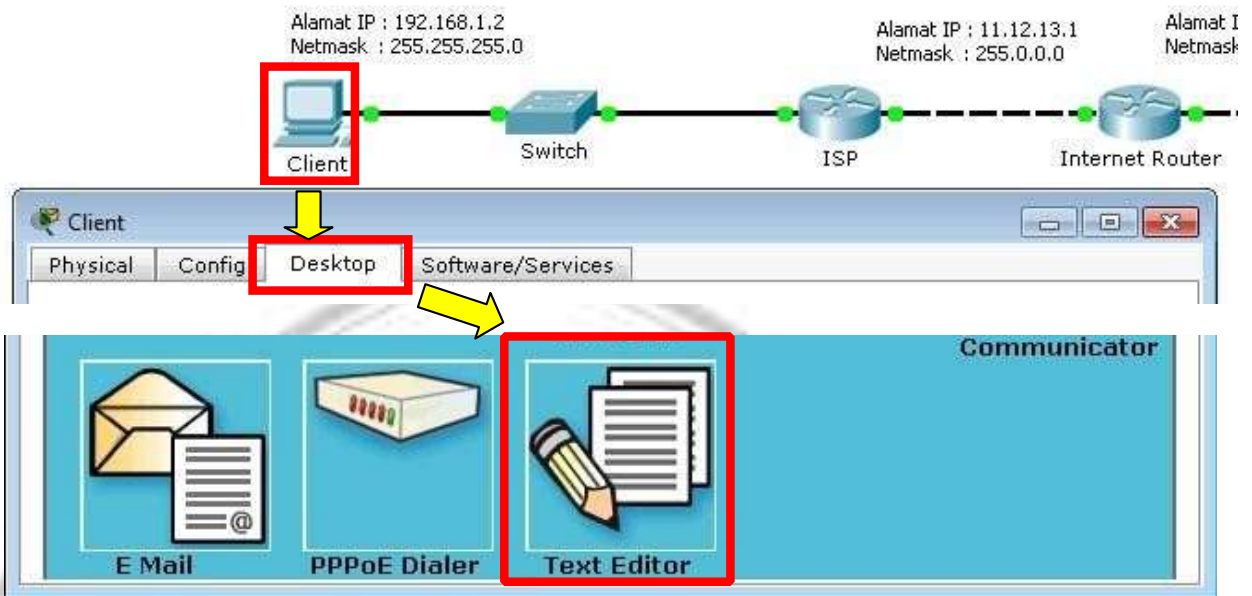 Alamat IP : 192.168.1.2
Netmask : 255.255.255.0
Alamat IP : 11.12.13.1
Netmask : 255.0.0.0
Alamat I
Netmask
Client
Switch
ISP
Internet Router
Client
Physical Config Desktop Software/Services
Communicator
E Mail PPPoE Dialer Text Editor